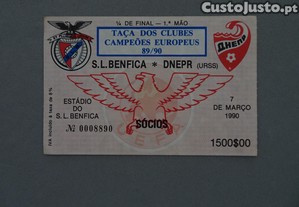 CustoJusto.pt
¼ DE FINAL - 1.ª MÃO
TAÇA DOS CLUBES
CAMPEÕES EUROPEUS
89/90
S.L.BENFICA * DNEPR (URSS)
ESTÁDIO
DO
S.L.BENFICA
Nº 0008890
SÓCIOS
7
DE MARÇO
1990
1500$00